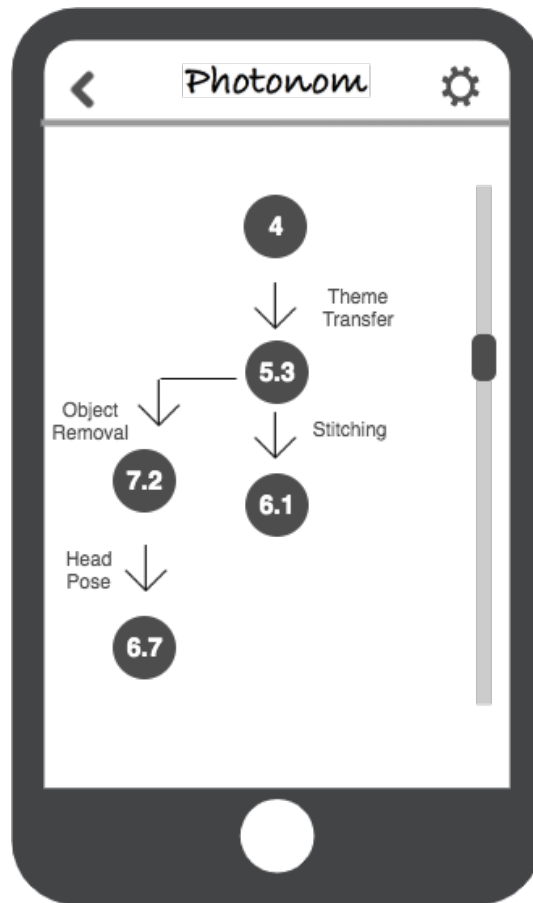 Photonom
4
Theme
Transfer
5.3
Object
Removal
Stitching
7.2
6.1
Head
Pose
6.7